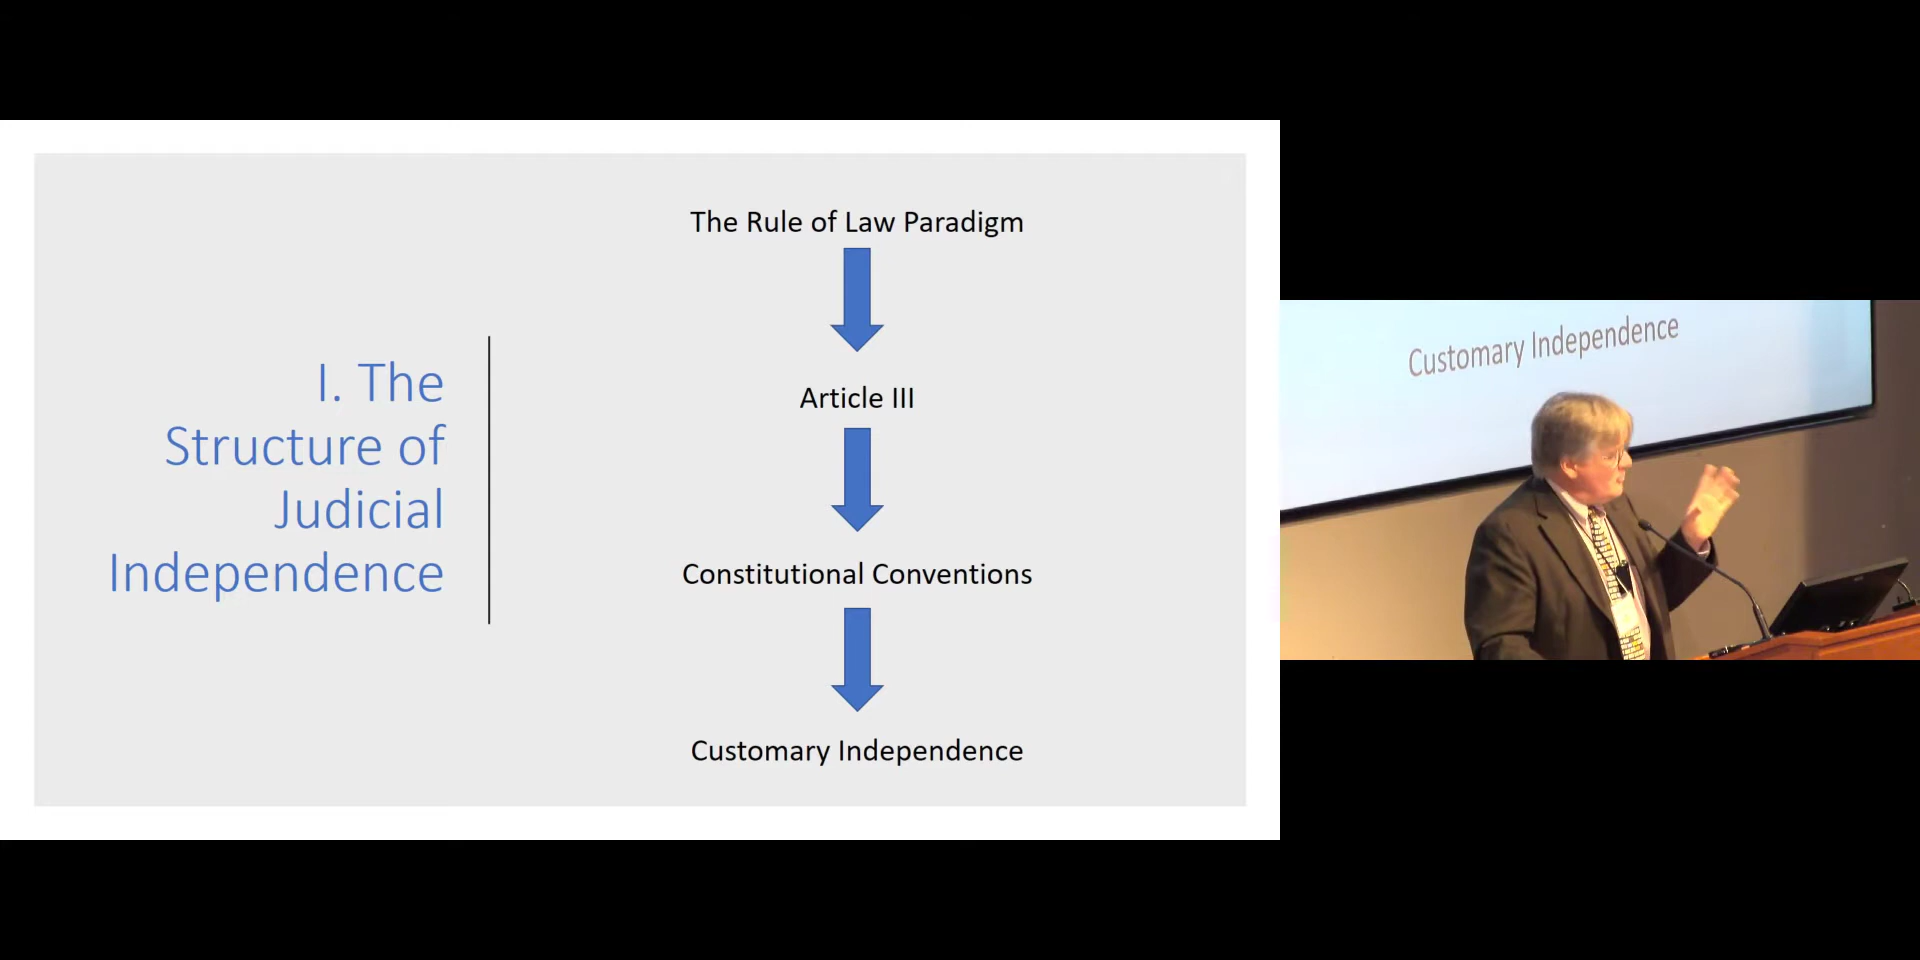 I. The
Structure of
Judicial
Independence
The Rule of Law Paradigm
Article III
Constitutional Conventions
Customary Independence
Customary Independence